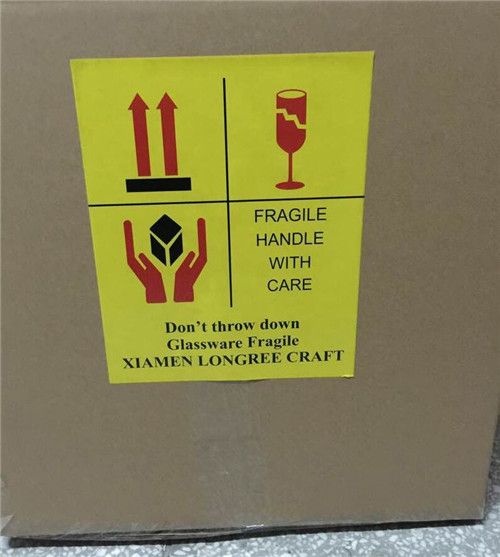 FRAGILE
HANDLE
WITH
CARE
Don't throw down
Glassware Fragile
XIAMEN LONGREE CRAFT